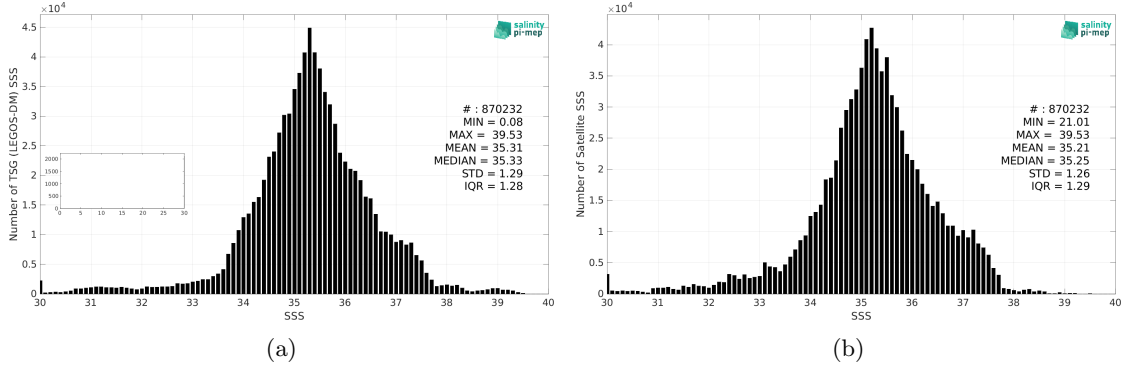 ×10⁴
4.5
4
3.5
3
2.5
2
1.5
1
0.5
0
Number of TSG (LEGOS-DM) SSS
salinity
pi-mep
# : 870232
MIN = 0.08
MAX = 39.53
MEAN = 35.31
MEDIAN = 35.33
STD = 1.29
IQR = 1.28
2000
1500
1000
500
0
0 5 10 15 20 25 30
30 31 32 33 34 35 36 37 38 39 40
SSS
(a)
×10⁴
4.5
4
3.5
3
2.5
2
1.5
1
0.5
0
Number of Satellite SSS
salinity
pi-mep
# : 870232
MIN = 21.01
MAX = 39.53
MEAN = 35.21
MEDIAN = 35.25
STD = 1.26
IQR = 1.29
30 31 32 33 34 35 36 37 38 39 40
SSS
(b)